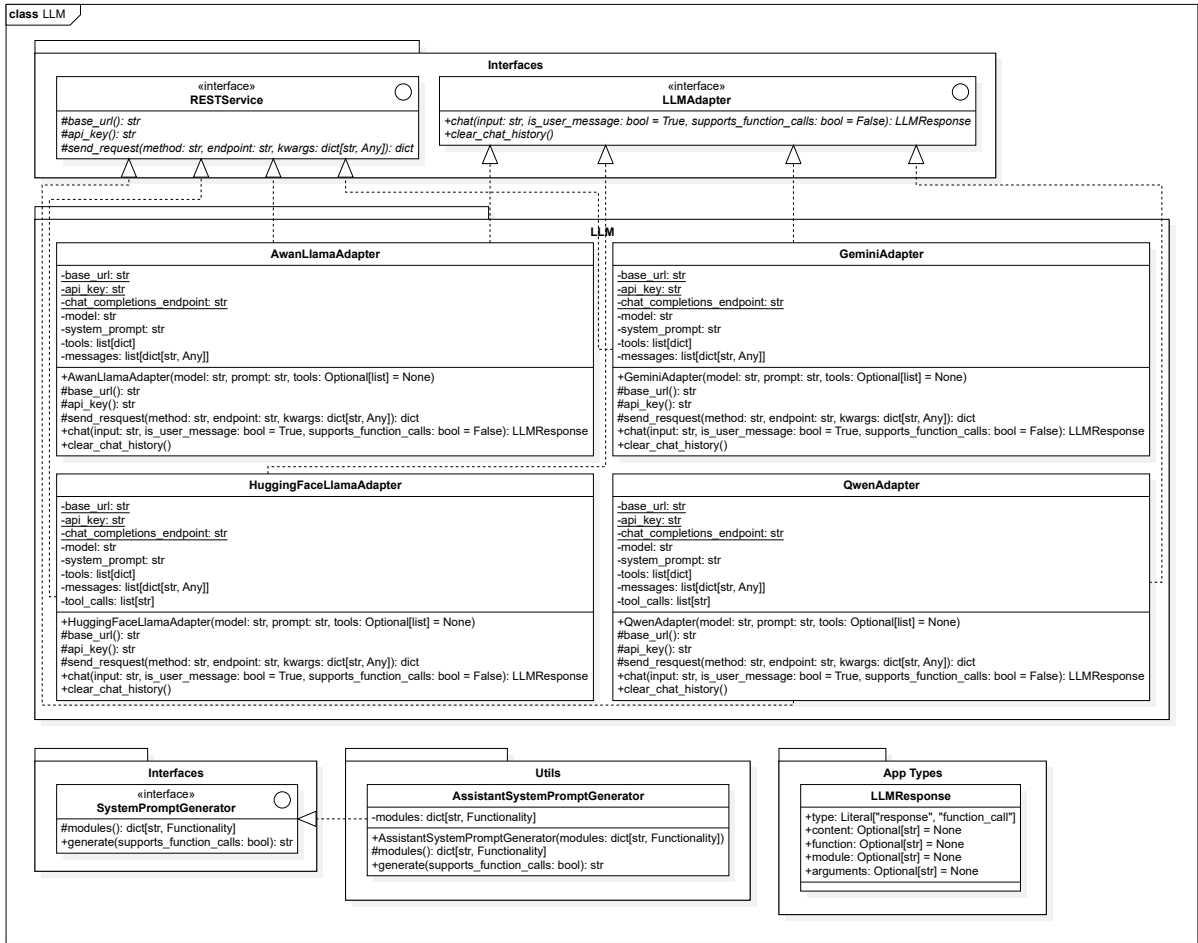 class LLM
Interfaces
«interface»
RESTService
#base_url(): str
#api_key(): str
#send_request(method: str, endpoint: str, kwargs: dict[str, Any]): dict
«interface»
LLMAdapter
+chat(input: str, is_user_message: bool = True, supports_function_calls: bool = False): LLMResponse
+clear_chat_history()
LLM
AwanLlamaAdapter
-base_url: str
-api_key: str
-chat_completions_endpoint: str
-model: str
-system_prompt: str
-tools: list[dict]
-messages: list[dict[str, Any]]
+AwanLlamaAdapter(model: str, prompt: str, tools: Optional[list] = None)
#base_url(): str
#api_key(): str
#send_resquest(method: str, endpoint: str, kwargs: dict[str, Any]): dict
+chat(input: str, is_user_message: bool = True, supports_function_calls: bool = False): LLMResponse
+clear_chat_history()
GeminiAdapter
-base_url: str
-api_key: str
-chat_completions_endpoint: str
-model: str
-system_prompt: str
-tools: list[dict]
-messages: list[dict[str, Any]]
+GeminiAdapter(model: str, prompt: str, tools: Optional[list] = None)
#base_url(): str
#api_key(): str
#send_resquest(method: str, endpoint: str, kwargs: dict[str, Any]): dict
+chat(input: str, is_user_message: bool = True, supports_function_calls: bool = False): LLMResponse
+clear_chat_history()
HuggingFaceLlamaAdapter
-base_url: str
-api_key: str
-chat_completions_endpoint: str
-model: str
-system_prompt: str
-tools: list[dict]
-messages: list[dict[str, Any]]
-tool_calls: list[str]
+HuggingFaceLlamaAdapter(model: str, prompt: str, tools: Optional[list] = None)
#base_url(): str
#api_key(): str
#send_resquest(method: str, endpoint: str, kwargs: dict[str, Any]): dict
+chat(input: str, is_user_message: bool = True, supports_function_calls: bool = False): LLMResponse
+clear_chat_history()
QwenAdapter
-base_url: str
-api_key: str
-chat_completions_endpoint: str
-model: str
-system_prompt: str
-tools: list[dict]
-messages: list[dict[str, Any]]
-tool_calls: list[str]
+QwenAdapter(model: str, prompt: str, tools: Optional[list] = None)
#base_url(): str
#api_key(): str
#send_resquest(method: str, endpoint: str, kwargs: dict[str, Any]): dict
+chat(input: str, is_user_message: bool = True, supports_function_calls: bool = False): LLMResponse
+clear_chat_history()
Interfaces
«interface»
SystemPromptGenerator
#modules(): dict[str, Functionality]
+generate(supports_function_calls: bool): str
Utils
AssistantSystemPromptGenerator
-modules: dict[str, Functionality]
+AssistantSystemPromptGenerator(modules: dict[str, Functionality])
#modules(): dict[str, Functionality]
+generate(supports_function_calls: bool): str
App Types
LLMResponse
+type: Literal["response", "function_call"]
+content: Optional[str] = None
+function: Optional[str] = None
+module: Optional[str] = None
+arguments: Optional[str] = None